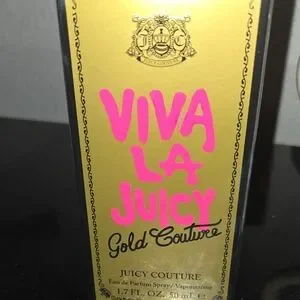 VIVA
LA
JUICY
Gold Couture
JUICY COUTURE
Eau de Parfum Spray/Vaporisateur
1.7 FL. OZ. 50 mL